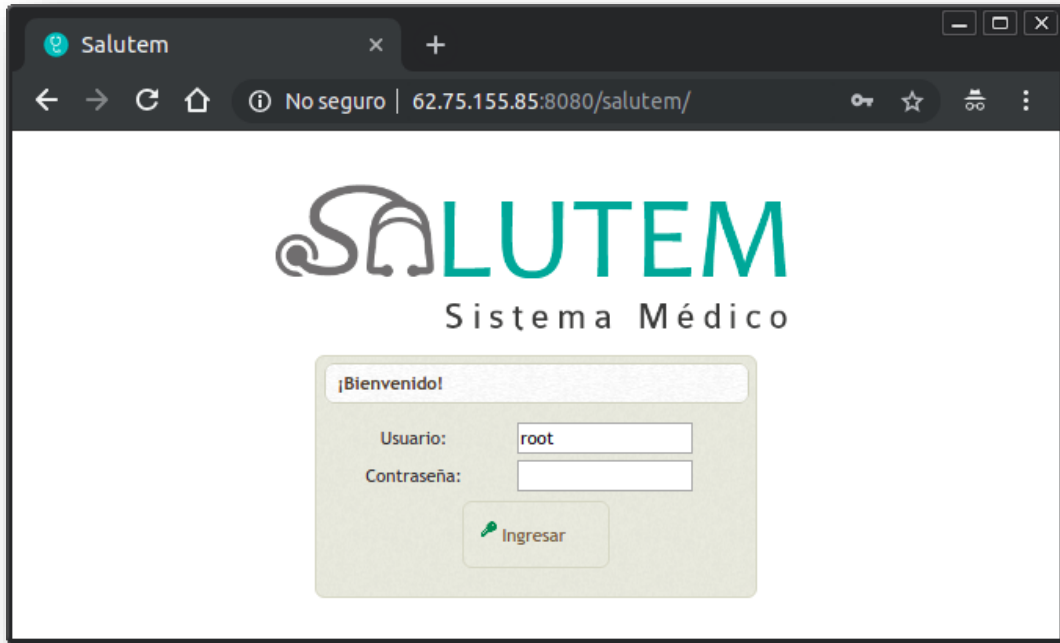 Salutem
No seguro | 62.75.155.85:8080/salutem/
SALUTEM
Sistema Médico
¡Bienvenido!
Usuario: root
Contraseña:
Ingresar